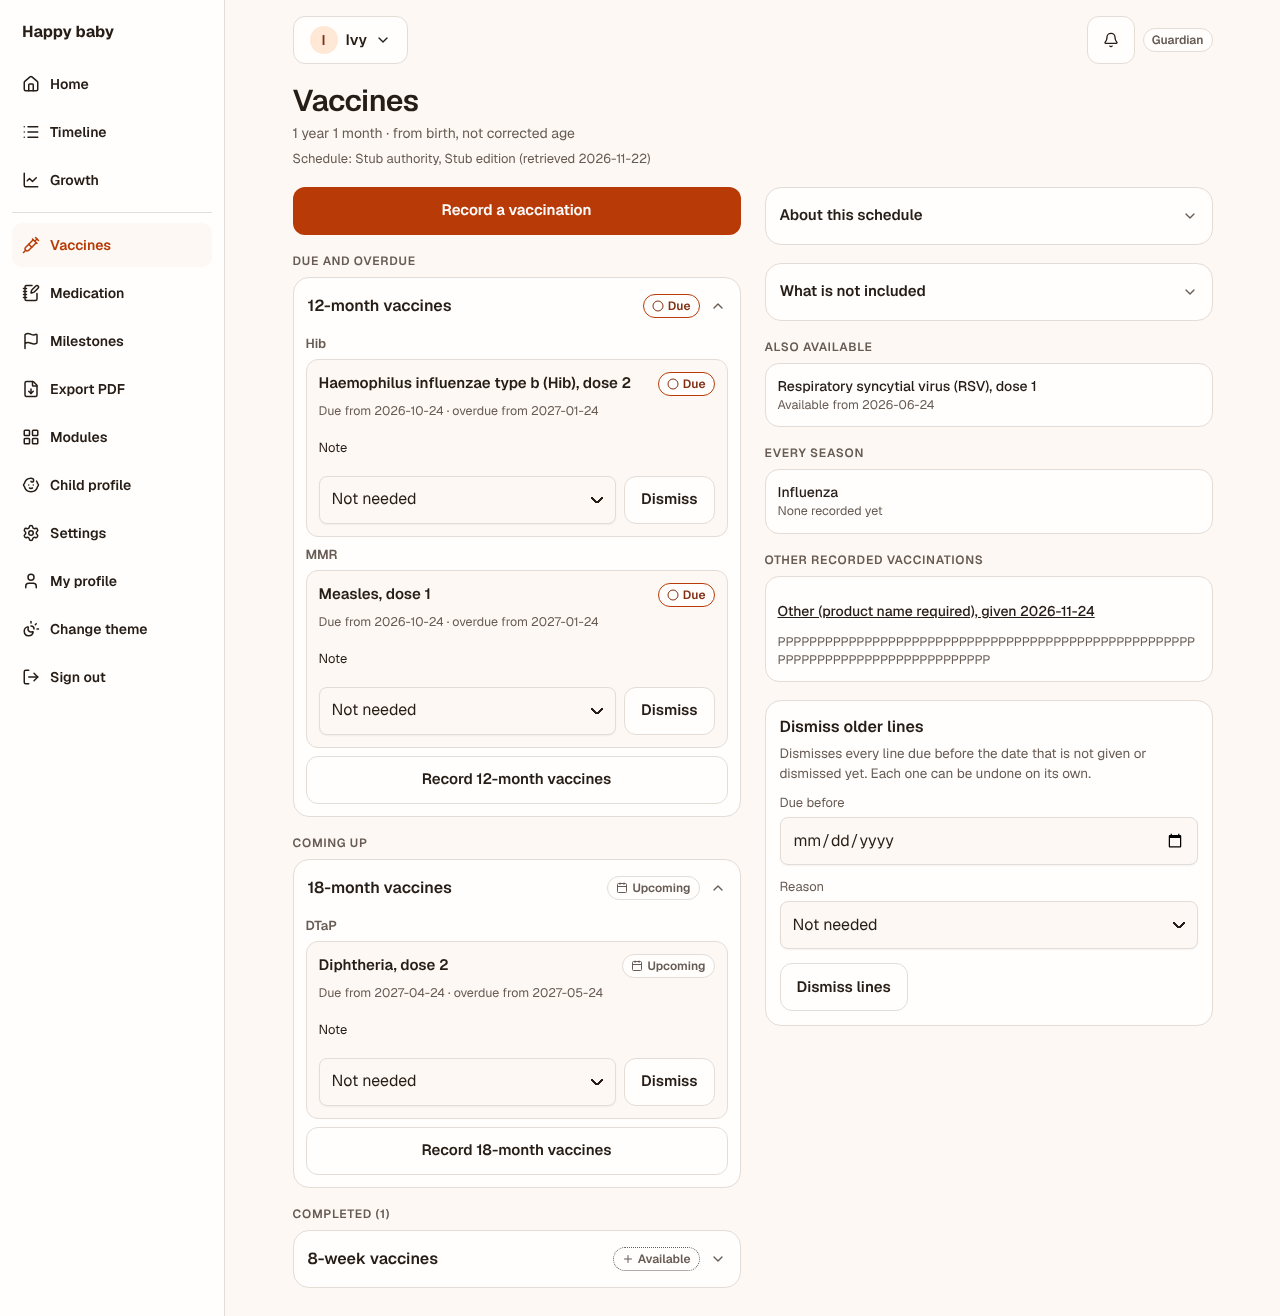 Happy baby
Home
Timeline
Growth
Vaccines
Medication
Milestones
Export PDF
Modules
Child profile
Settings
My profile
Change theme
Sign out
I Ivy
Guardian
Vaccines
1 year 1 month · from birth, not corrected age
Schedule: Stub authority, Stub edition (retrieved 2026-11-22)
Record a vaccination
DUE AND OVERDUE
12-month vaccines
Due
Hib
Haemophilus influenzae type b (Hib), dose 2
Due
Due from 2026-10-24 · overdue from 2027-01-24
Note
Not needed
Dismiss
MMR
Measles, dose 1
Due
Due from 2026-10-24 · overdue from 2027-01-24
Note
Not needed
Dismiss
Record 12-month vaccines
COMING UP
18-month vaccines
Upcoming
DTaP
Diphtheria, dose 2
Upcoming
Due from 2027-04-24 · overdue from 2027-05-24
Note
Not needed
Dismiss
Record 18-month vaccines
COMPLETED (1)
8-week vaccines
Available
About this schedule
What is not included
ALSO AVAILABLE
Respiratory syncytial virus (RSV), dose 1
Available from 2026-06-24
EVERY SEASON
Influenza
None recorded yet
OTHER RECORDED VACCINATIONS
Other (product name required), given 2026-11-24
PPPPPPPPPPPPPPPPPPPPPPPPPPPPPPPPPPPPPPPPPPPPPPPPPPPPP
PPPPPPPPPPPPPPPPPPPPPPPPPPP
Dismiss older lines
Dismisses every line due before the date that is not given or
dismissed yet. Each one can be undone on its own.
Due before
mm/dd/yyyy
Reason
Not needed
Dismiss lines